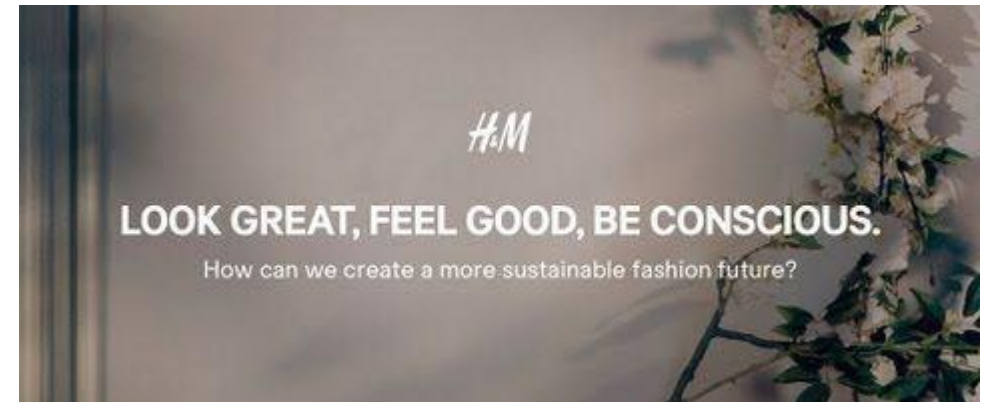 H&M
LOOK GREAT, FEEL GOOD, BE CONSCIOUS.
How can we create a more sustainable fashion future?